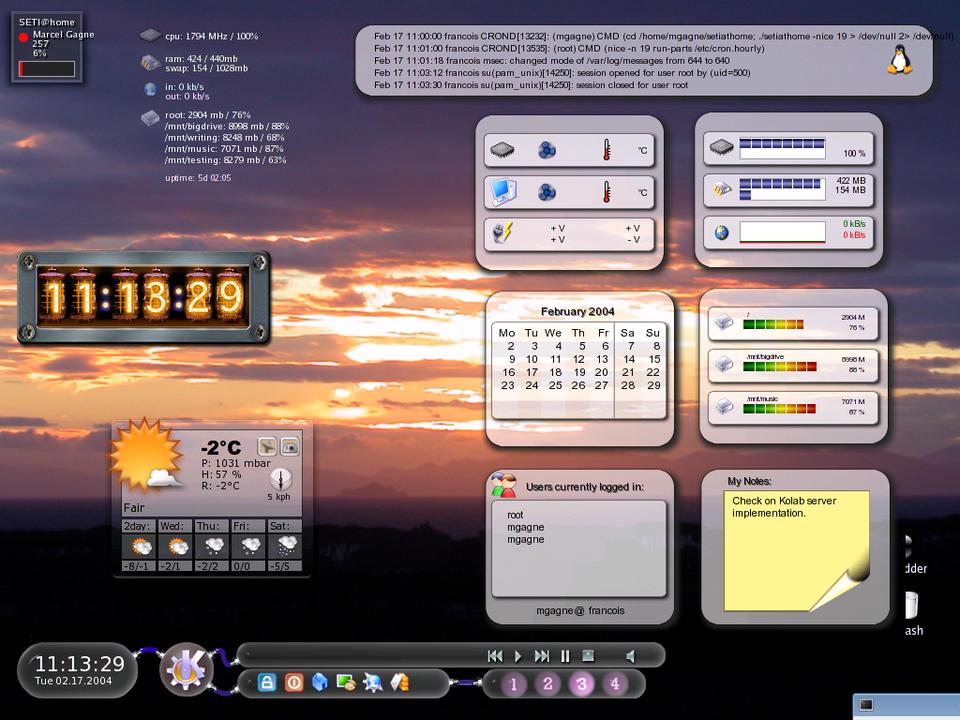 SETI@home
Marcel Gagne
257
6%
cpu: 1794 MHz / 100%
ram: 424 / 440mb
swap: 154 / 1028mb
in: 0 kb/s
out: 0 kb/s
root: 2904 mb / 76%
/mnt/bigdrive: 8998 mb / 88%
/mnt/writing: 8248 mb / 68%
/mnt/music: 7071 mb / 87%
/mnt/testing: 8279 mb / 63%
uptime: 5d 02:05
Feb 17 11:00:00 francois CROND[13232]: (mgagne) CMD (cd /home/mgagne/setiathome; ./setiathome -nice 19 > /dev/null 2> /dev/null)
Feb 17 11:01:00 francois CROND[13535]: (root) CMD (nice -n 19 run-parts /etc/cron.hourly)
Feb 17 11:01:18 francois msec: changed mode of /var/log/messages from 644 to 640
Feb 17 11:03:12 francois su(pam_unix)[14250]: session opened for user root by (uid=500)
Feb 17 11:03:30 francois su(pam_unix)[14250]: session closed for user root
°C
°C
+ V + V
+ V - V
100 %
422 MB
154 MB
0 kB/s
0 kB/s
11:13:29
February 2004
Mo Tu We Th Fr Sa Su
2 3 4 5 6 7 8
9 10 11 12 13 14 15
16 17 18 19 20 21 22
23 24 25 26 27 28 29
/
2904 M
76 %
/mnt/bigdrive
8998 M
88 %
/mnt/music
7071 M
87 %
-2°C
P: 1031 mbar
H: 57 %
R: -2°C
5 kph
Fair
2day: Wed: Thu: Fri: Sat:
-8/-1 -2/1 -2/2 0/0 -5/5
Users currently logged in:
root
mgagne
mgagne
mgagne@ francois
My Notes:
Check on Kolab server
implementation.
dder
ash
11:13:29
Tue 02.17.2004
K
1 2 3 4